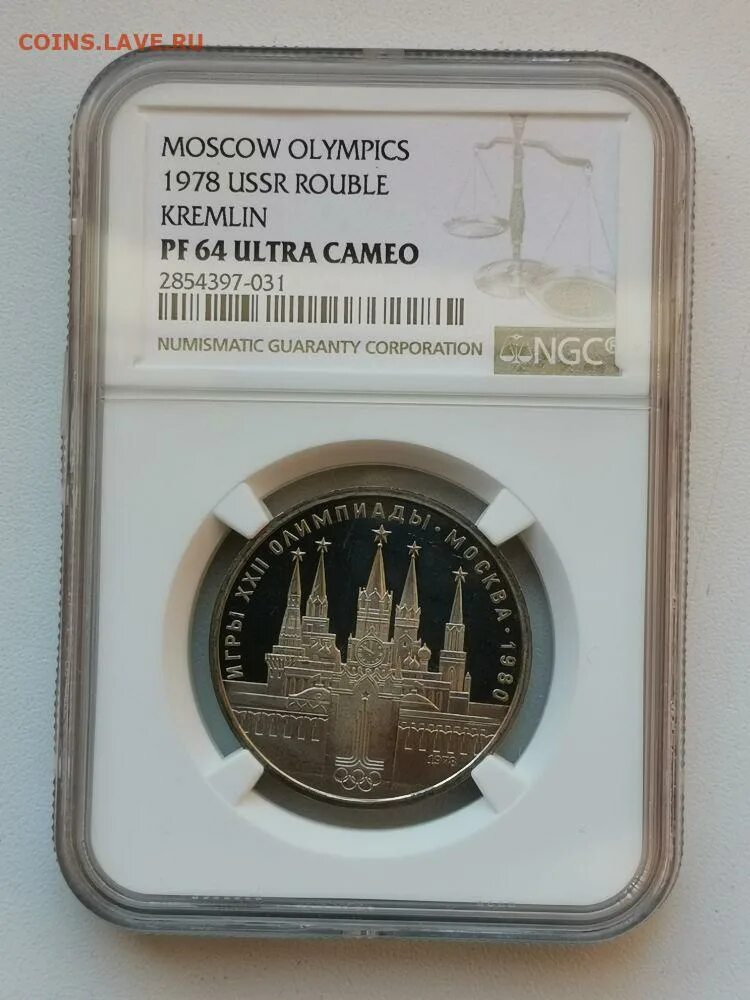 COINS.LAVE.RU
MOSCOW OLYMPICS
1978 USSR ROUBLE
KREMLIN
PF 64 ULTRA CAMEO
2854397-031
NUMISMATIC GUARANTY CORPORATION
NGC®
ИГРЫ XXII ОЛИМПИАДЫ · МОСКВА · 1980
1978